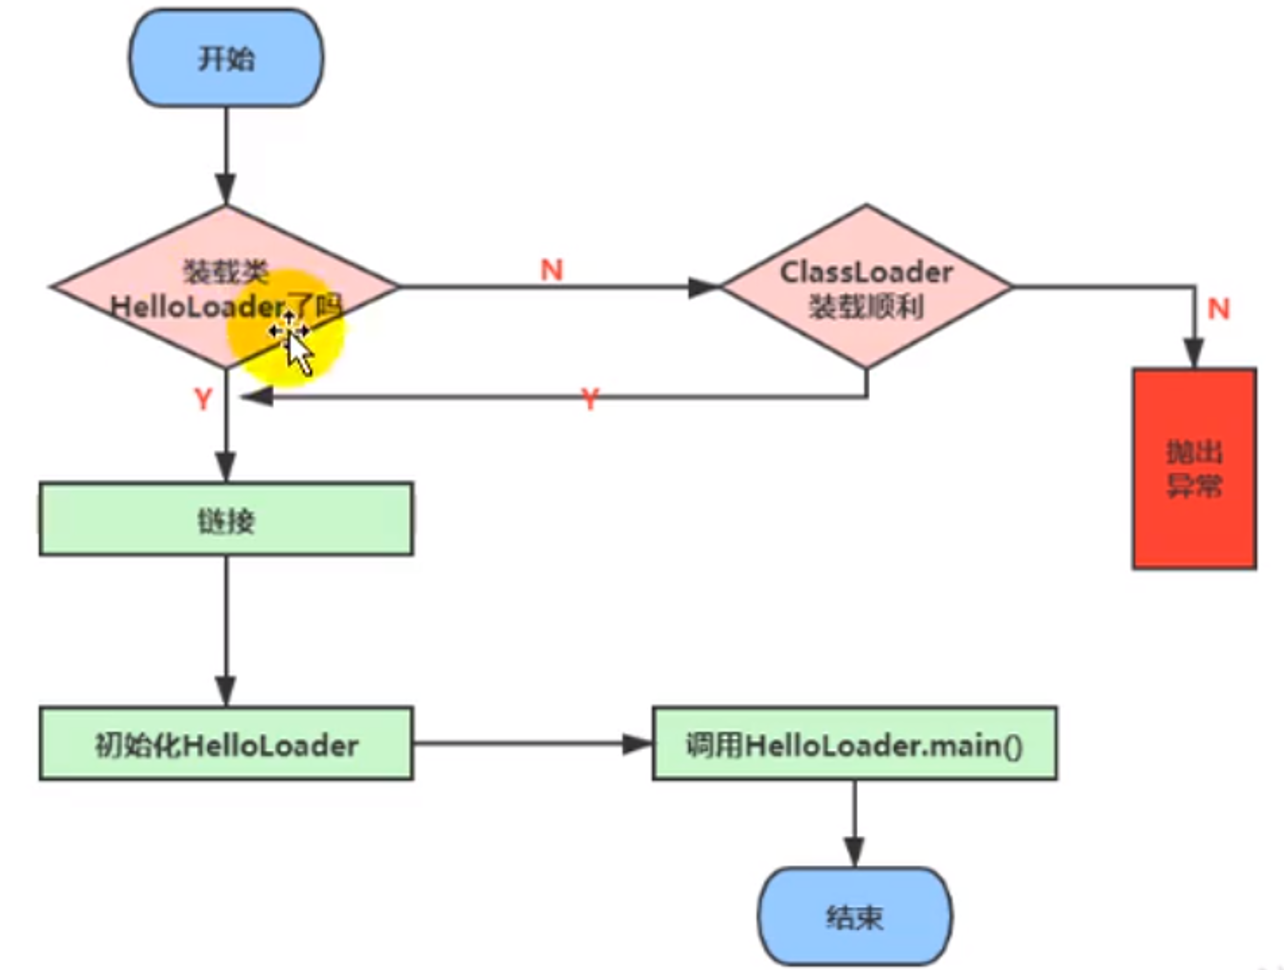 开始
装载类
HelloLoader了吗
N
ClassLoader
装载顺利
N
Y
Y
抛出
异常
链接
初始化HelloLoader
调用HelloLoader.main()
结束